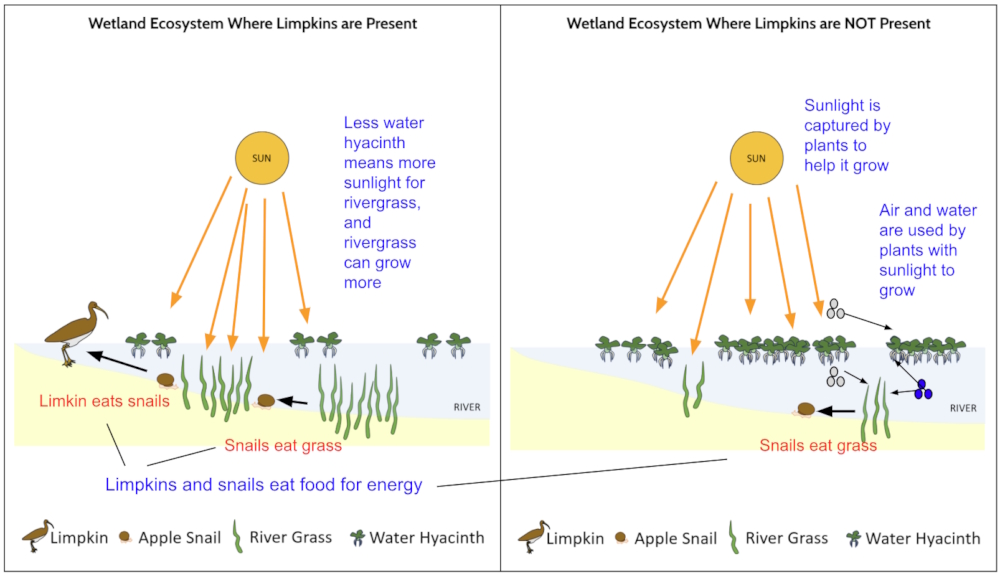 Wetland Ecosystem Where Limpkins are Present
Less water
hyacinth
means more
sunlight for
rivergrass,
and
rivergrass
can grow
more
SUN
Limkin eats snails
RIVER
Snails eat grass
Limpkins and snails eat food for energy
Limpkin
Apple Snail
River Grass
Water Hyacinth
Wetland Ecosystem Where Limpkins are NOT Present
Sunlight is
captured by
plants to
help it grow
SUN
Air and water
are used by
plants with
sunlight to
grow
RIVER
Snails eat grass
Limpkin
Apple Snail
River Grass
Water Hyacinth